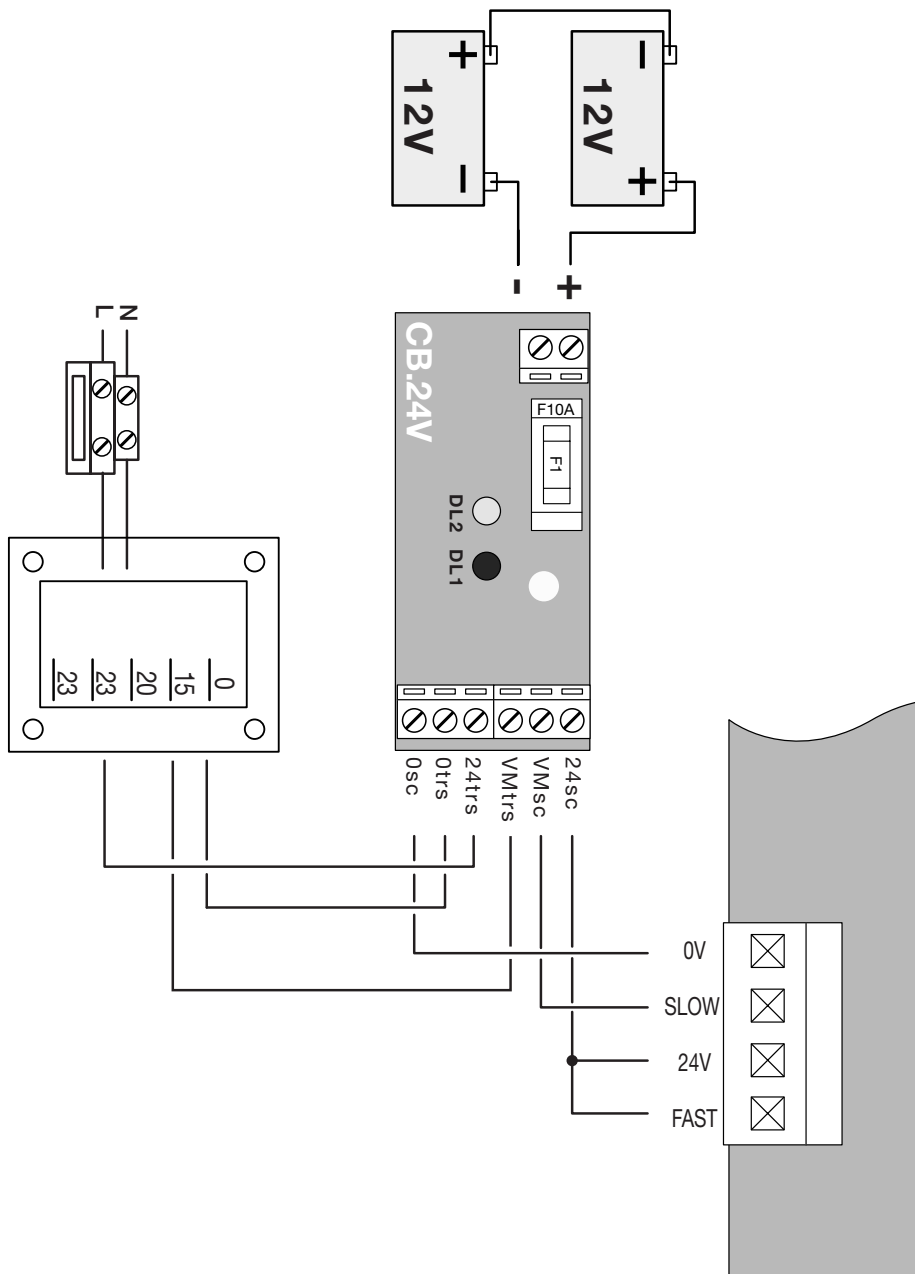 +
12V
-
-
12V
+
- +
L N
CB.24V
F10A
F1
DL2
DL1
23
23
20
15
0
0sc
0trs
24trs
VMtrs
VMsc
24sc
0V
SLOW
24V
FAST